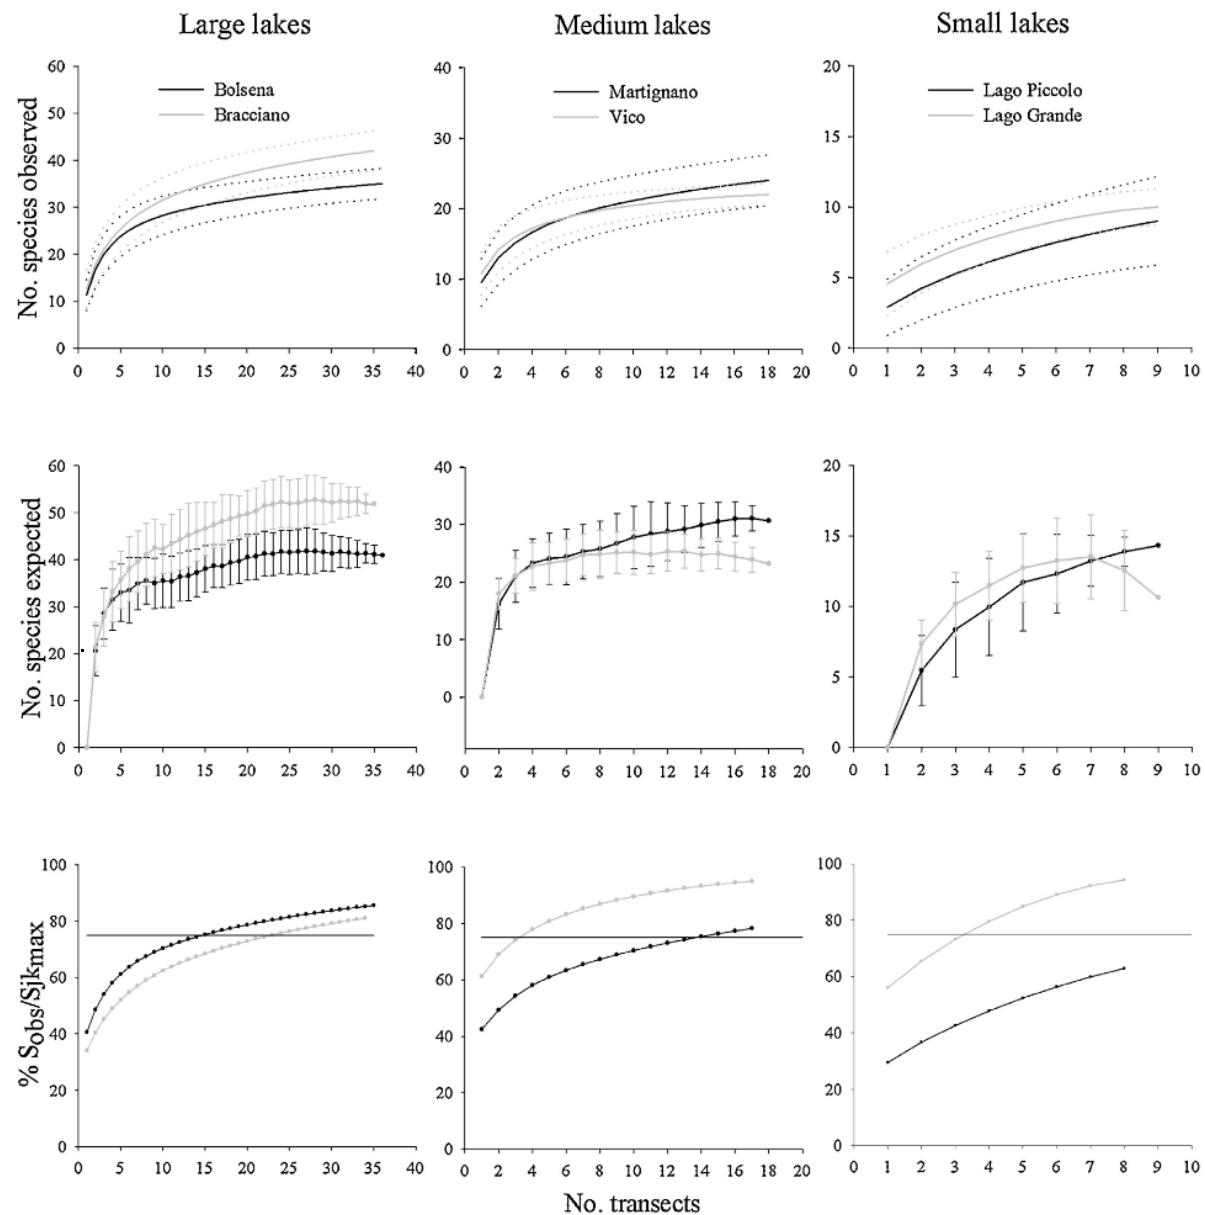 Large lakes Medium lakes Small lakes
No. species observed
60
50
40
30
20
10
0
Bolsena
Bracciano
0 5 10 15 20 25 30 35 40
40
30
20
10
0
Martignano
Vico
0 2 4 6 8 10 12 14 16 18 20
20
15
10
5
0
Lago Piccolo
Lago Grande
0 1 2 3 4 5 6 7 8 9 10
No. species expected
60
50
40
30
20
10
0
0 5 10 15 20 25 30 35 40
40
30
20
10
0
0 2 4 6 8 10 12 14 16 18 20
20
15
10
5
0
0 1 2 3 4 5 6 7 8 9 10
% Sobs/Sjkmax
100
80
60
40
20
0
0 5 10 15 20 25 30 35 40
100
80
60
40
20
0
0 2 4 6 8 10 12 14 16 18 20
100
80
60
40
20
0
0 1 2 3 4 5 6 7 8 9 10
No. transects